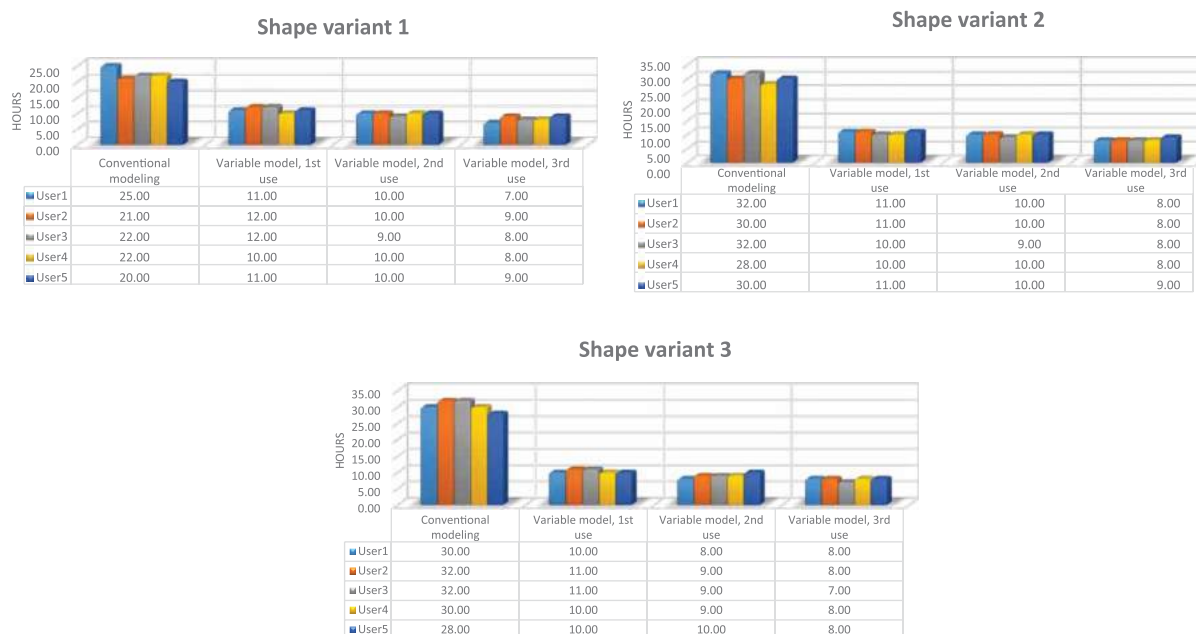 Shape variant 1
HOURS
25.00
20.00
15.00
10.00
5.00
0.00
Conventional modeling Variable model, 1st use Variable model, 2nd use Variable model, 3rd use
User1 25.00 11.00 10.00 7.00
User2 21.00 12.00 10.00 9.00
User3 22.00 12.00 9.00 8.00
User4 22.00 10.00 10.00 8.00
User5 20.00 11.00 10.00 9.00
Shape variant 2
HOURS
35.00
30.00
25.00
20.00
15.00
10.00
5.00
0.00
Conventional modeling Variable model, 1st use Variable model, 2nd use Variable model, 3rd use
User1 32.00 11.00 10.00 8.00
User2 30.00 11.00 10.00 8.00
User3 32.00 10.00 9.00 8.00
User4 28.00 10.00 10.00 8.00
User5 30.00 11.00 10.00 9.00
Shape variant 3
HOURS
35.00
30.00
25.00
20.00
15.00
10.00
5.00
0.00
Conventional modeling Variable model, 1st use Variable model, 2nd use Variable model, 3rd use
User1 30.00 10.00 8.00 8.00
User2 32.00 11.00 9.00 8.00
User3 32.00 11.00 9.00 7.00
User4 30.00 10.00 9.00 8.00
User5 28.00 10.00 10.00 8.00